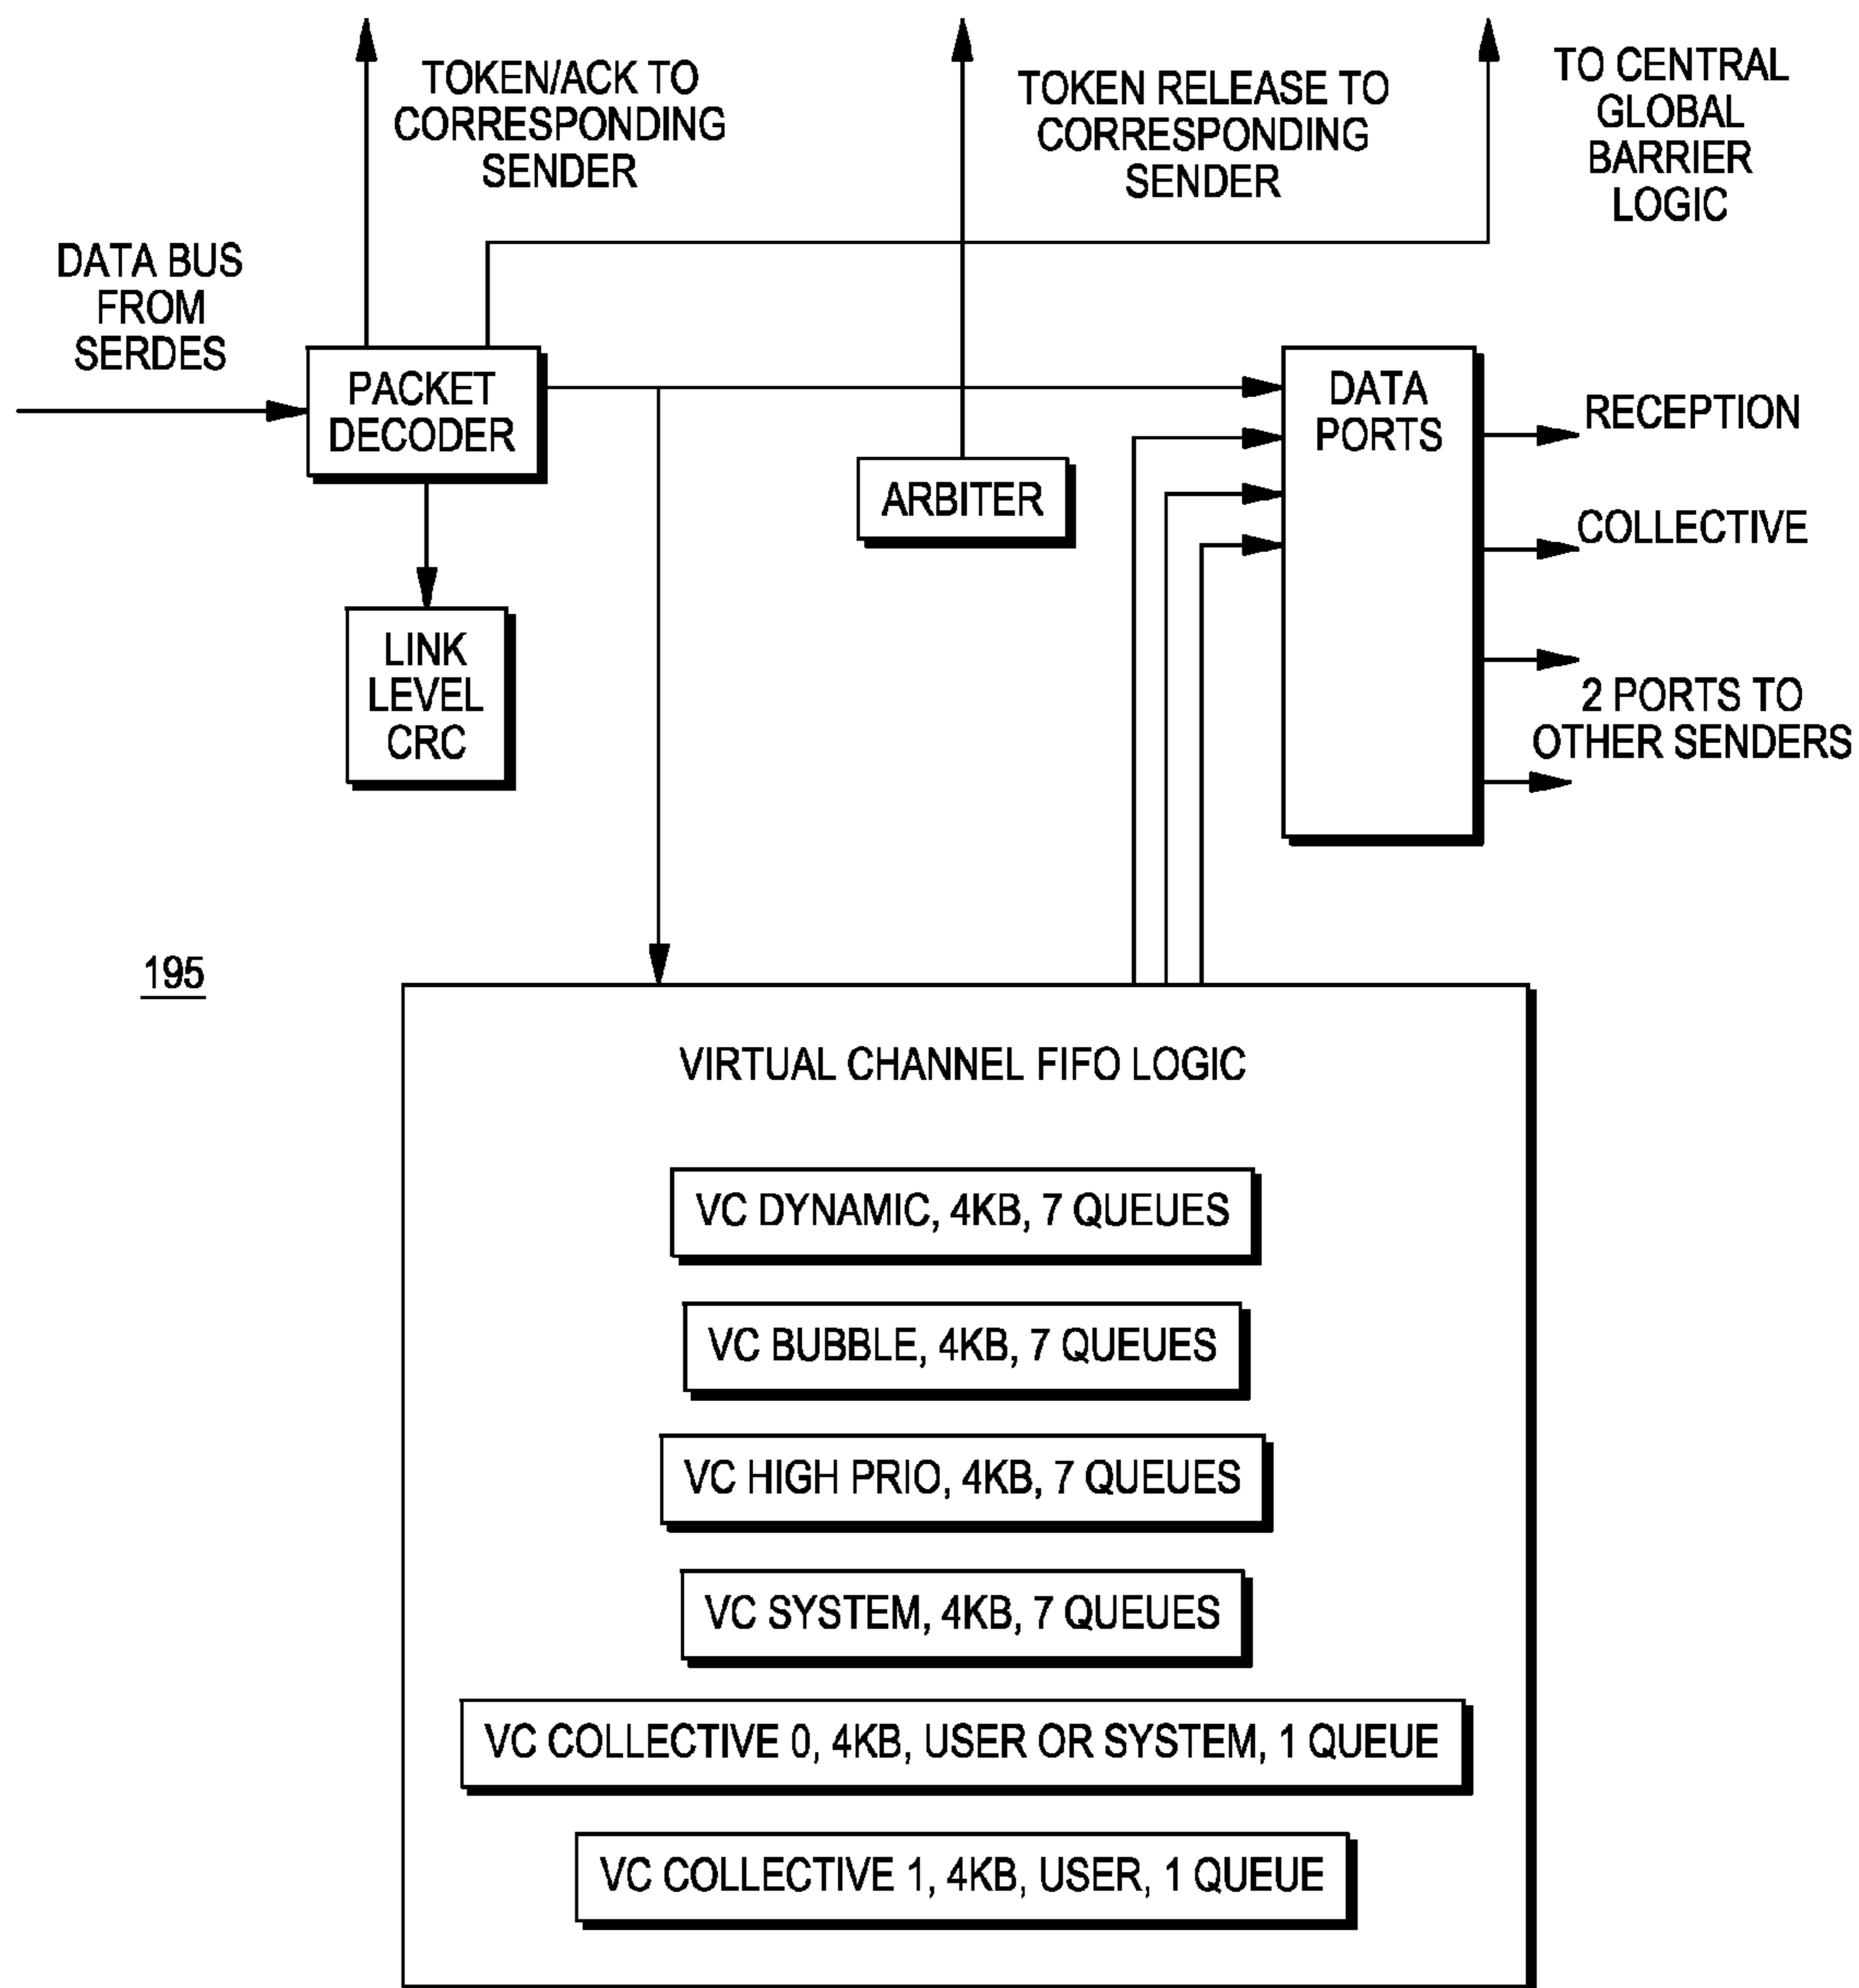 TOKEN/ACK TO
CORRESPONDING
SENDER
TOKEN RELEASE TO
CORRESPONDING
SENDER
TO CENTRAL
GLOBAL
BARRIER
LOGIC
DATA BUS
FROM
SERDES
PACKET
DECODER
DATA
PORTS
RECEPTION
ARBITER
COLLECTIVE
LINK
LEVEL
CRC
2 PORTS TO
OTHER SENDERS
195
VIRTUAL CHANNEL FIFO LOGIC
VC DYNAMIC, 4KB, 7 QUEUES
VC BUBBLE, 4KB, 7 QUEUES
VC HIGH PRIO, 4KB, 7 QUEUES
VC SYSTEM, 4KB, 7 QUEUES
VC COLLECTIVE 0, 4KB, USER OR SYSTEM, 1 QUEUE
VC COLLECTIVE 1, 4KB, USER, 1 QUEUE